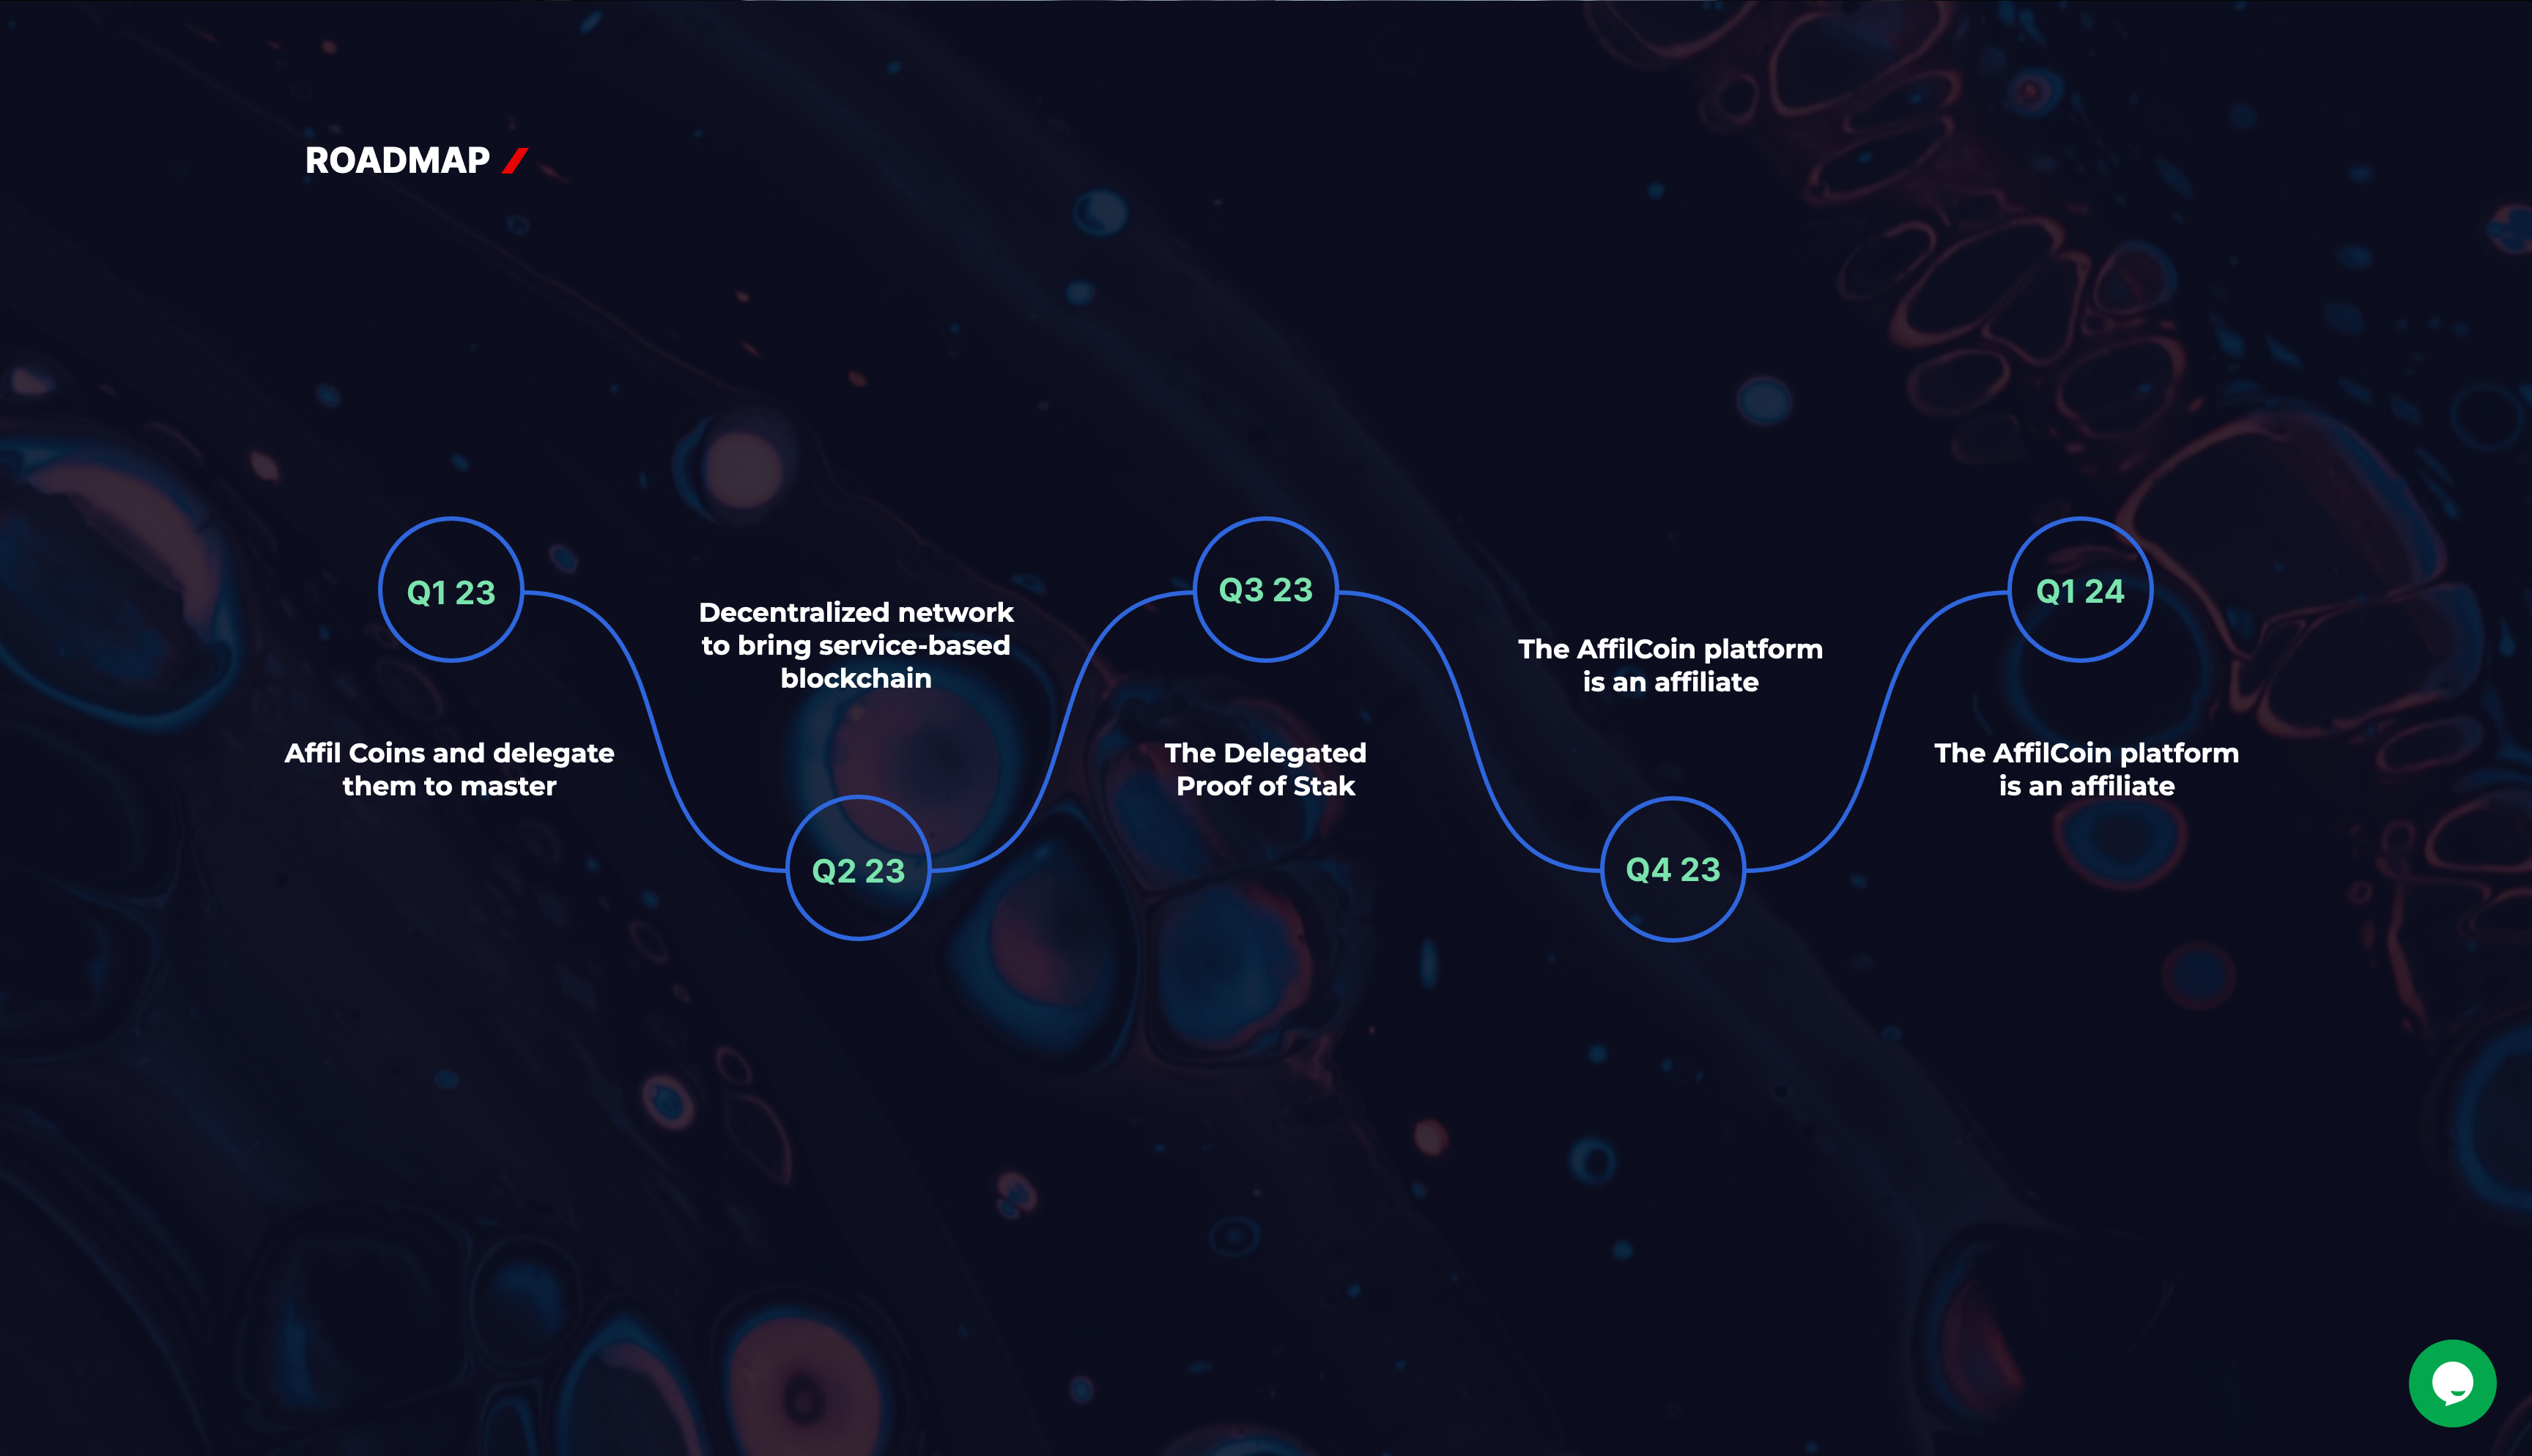 ROADMAP
Q1 23
Affil Coins and delegate
them to master
Decentralized network
to bring service-based
blockchain
Q2 23
Q3 23
The Delegated
Proof of Stak
The AffilCoin platform
is an affiliate
Q4 23
Q1 24
The AffilCoin platform
is an affiliate